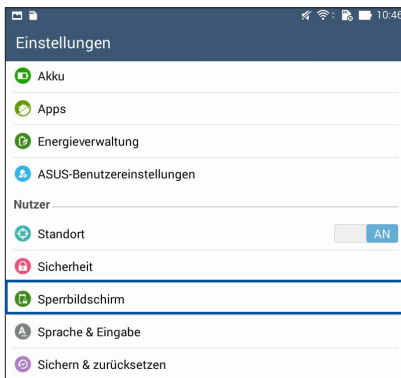 10:46
Einstellungen
Akku
Apps
Energieverwaltung
ASUS-Benutzereinstellungen
Nutzer
Standort AN
Sicherheit
Sperrbildschirm
A
Sprache & Eingabe
Sichern & zurücksetzen